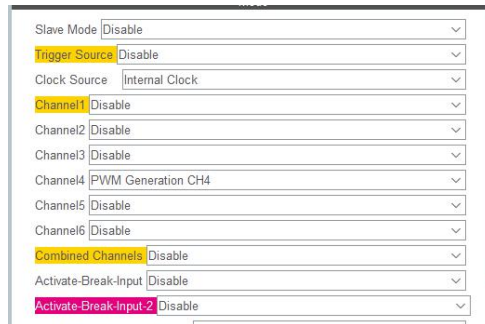 Slave Mode Disable
Trigger Source Disable
Clock Source Internal Clock
Channel1 Disable
Channel2 Disable
Channel3 Disable
Channel4 PWM Generation CH4
Channel5 Disable
Channel6 Disable
Combined Channels Disable
Activate-Break-Input Disable
Activate-Break-Input-2 Disable